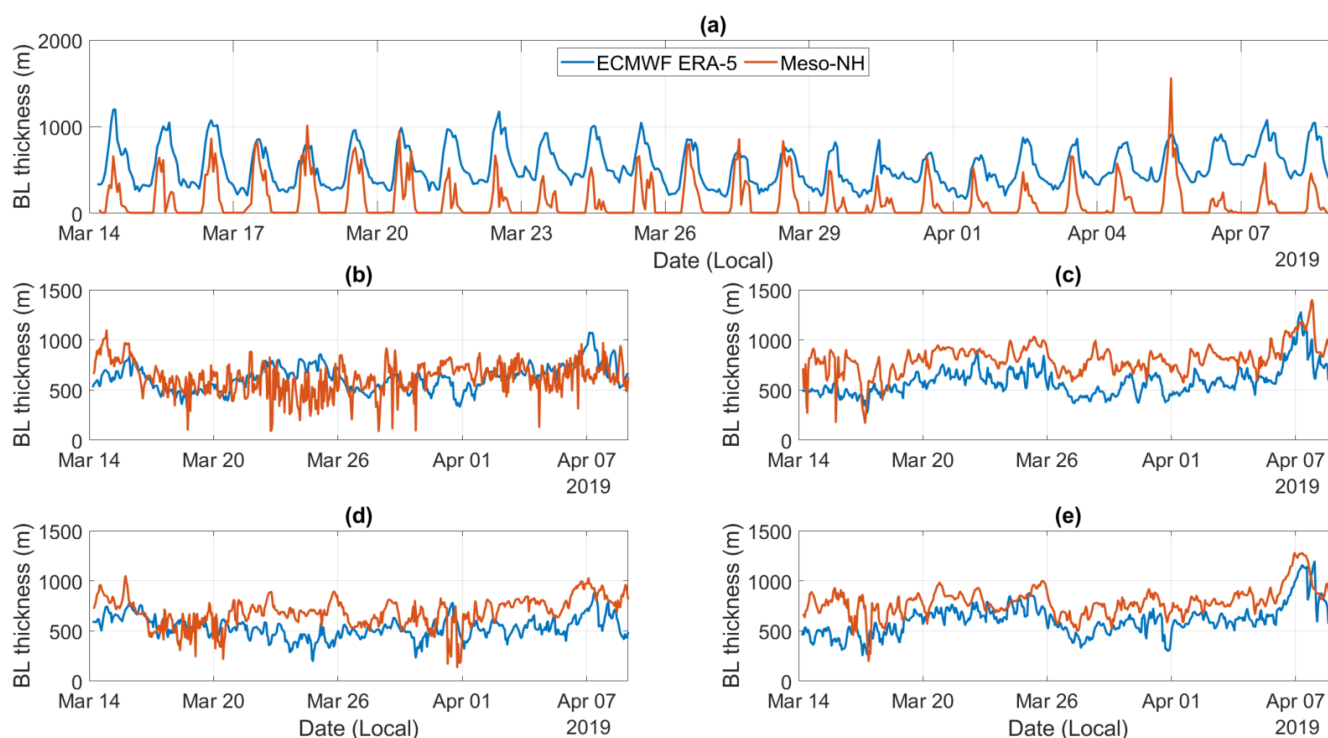 (a)
BL thickness (m)
2000
1000
0
ECMWF ERA-5
Meso-NH
Mar 14
Mar 17
Mar 20
Mar 23
Mar 26
Mar 29
Apr 01
Apr 04
Apr 07
Date (Local)
2019
(b)
BL thickness (m)
1500
1000
500
0
Mar 14
Mar 20
Mar 26
Apr 01
Apr 07
2019
(c)
BL thickness (m)
1500
1000
500
0
Mar 14
Mar 20
Mar 26
Apr 01
Apr 07
2019
(d)
BL thickness (m)
1500
1000
500
0
Mar 14
Mar 20
Mar 26
Apr 01
Apr 07
Date (Local)
2019
(e)
BL thickness (m)
1500
1000
500
0
Mar 14
Mar 20
Mar 26
Apr 01
Apr 07
Date (Local)
2019